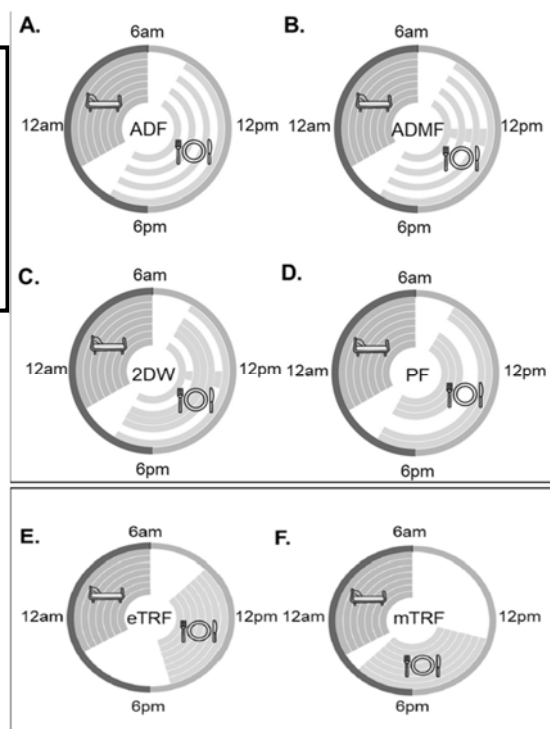 A.
6am
12am
ADF
12pm
6pm
B.
6am
12am
ADMF
12pm
6pm
C.
6am
12am
2DW
12pm
6pm
D.
6am
12am
PF
12pm
6pm
E.
6am
12am
eTRF
12pm
6pm
F.
6am
12am
mTRF
12pm
6pm